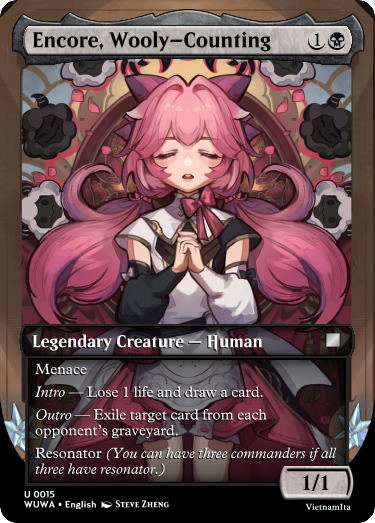 Encore, Wooly–Counting 1
Legendary Creature — Human
Menace
Intro — Lose 1 life and draw a card.
Outro — Exile target card from each
opponent's graveyard.
Resonator (You can have three commanders if all
three have resonator.)
1/1
U 0015
WUWA • English STEVE ZHENG
VietnamIta